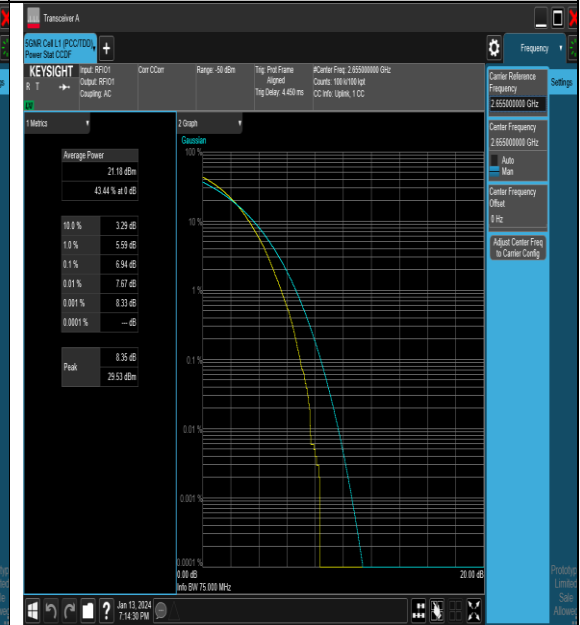 Transceiver A
5GNR Cell L1 (PCC/TDD),
Power Stat CCDF
+
Frequency
Settings
KEYSIGHT
R T
LV
Input: RFIO1
Output: RFIO1
Coupling: AC
Corr CCorr
Range: -50 dBm
Trig: Prot Frame
Aligned
Trig Delay: 4.450 ms
#Center Freq: 2.655000000 GHz
Counts: 100 k/100 kpt
CC Info: Uplink, 1 CC
Carrier Reference
Frequency
2.655000000 GHz
Center Frequency
2.655000000 GHz
Auto
Man
Center Frequency
Offset
0 Hz
Adjust Center Freq
to Carrier Config
1 Metrics
Average Power
21.18 dBm
43.44 % at 0 dB
10.0 % 3.29 dB
1.0 % 5.59 dB
0.1 % 6.94 dB
0.01 % 7.67 dB
0.001 % 8.33 dB
0.0001 % --- dB
Peak
8.35 dB
29.53 dBm
2 Graph
Gaussian
100 %
10 %
1 %
0.1 %
0.01 %
0.001 %
0.0001 %
0.00 dB
20.00 dB
Info BW 75.000 MHz
Jan 13, 2024
7:14:30 PM
?
Prototyp
Limited
Sale
Allowed